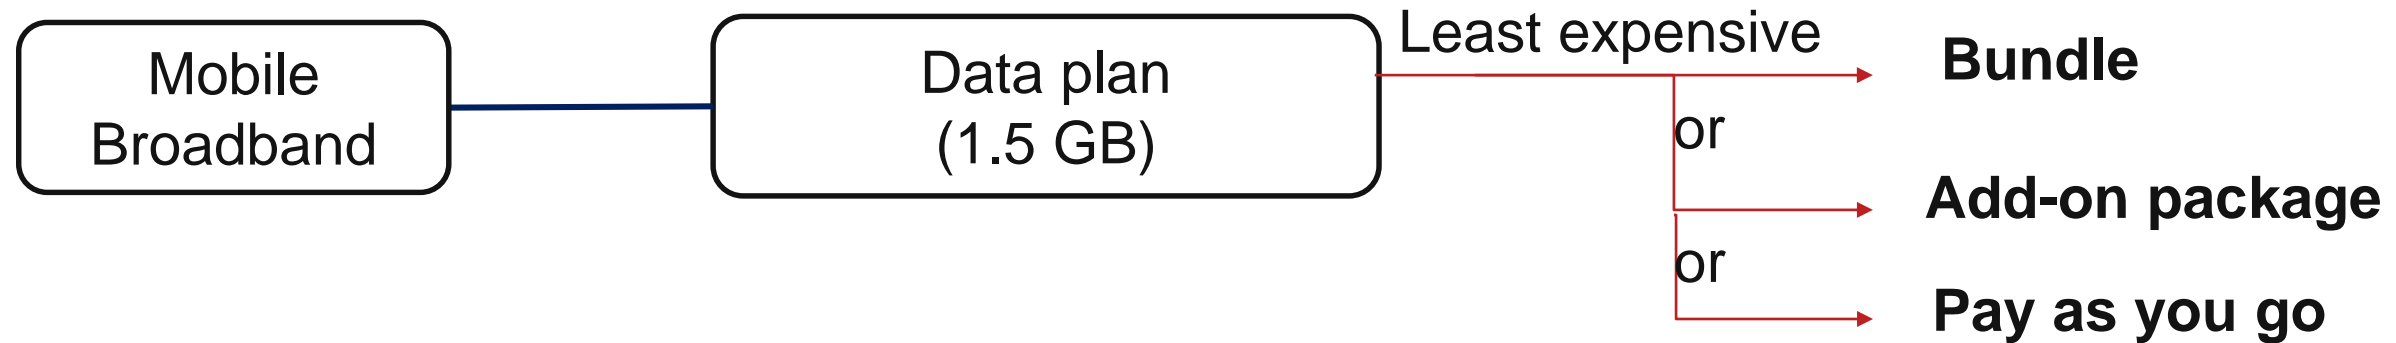 Mobile
Broadband
Data plan
(1.5 GB)
Least expensive
Bundle
or
Add-on package
or
Pay as you go